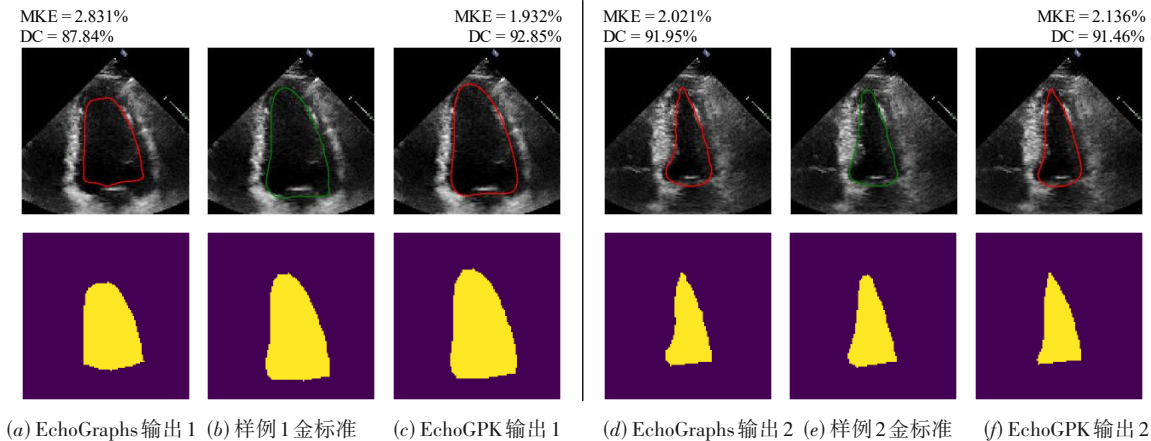 MKE = 2.831%
DC = 87.84%
MKE = 1.932%
DC = 92.85%
MKE = 2.021%
DC = 91.95%
MKE = 2.136%
DC = 91.46%
(a) EchoGraphs输出1
(b) 样例1金标准
(c) EchoGPK输出1
(d) EchoGraphs输出2
(e) 样例2金标准
(f) EchoGPK输出2